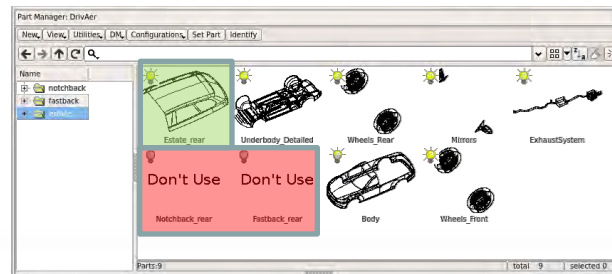 Part Manager: DrivAer
New, View, Utilities, DM, Configurations, Set Part Identify
Name
notchback
fastback
Estate_rear Underbody_Detailed Wheels_Rear Mirrors ExhaustSystem
Don't Use Don't Use
Notchback_rear Fastback_rear Body Wheels_Front
Parts:9 total 9 selected 0